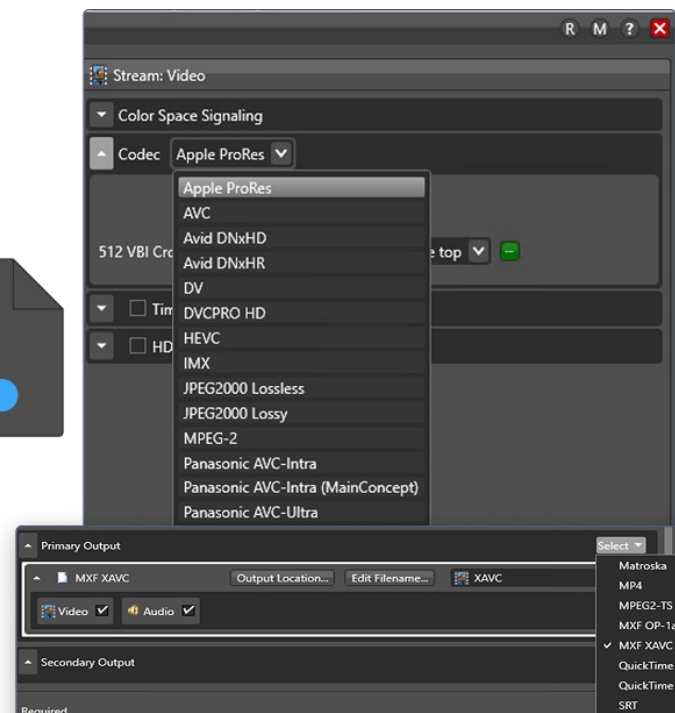 R M ?
Stream: Video
Color Space Signaling
Codec Apple ProRes
Apple ProRes
AVC
Avid DNxHD
512 VBI top
Avid DNxHR
DV
DVCPRO HD
HEVC
HD
IMX
JPEG2000 Lossless
JPEG2000 Lossy
MPEG-2
Panasonic AVC-Intra
Panasonic AVC-Intra (MainConcept)
Panasonic AVC-Ultra
Primary Output Select
Matroska
MXF XAVC Output Location... Edit Filename... XAVC
MP4
MPEG2-TS
Video Audio
MXF OP-1a
MXF XAVC
Secondary Output
QuickTime
QuickTime
SRT
Required